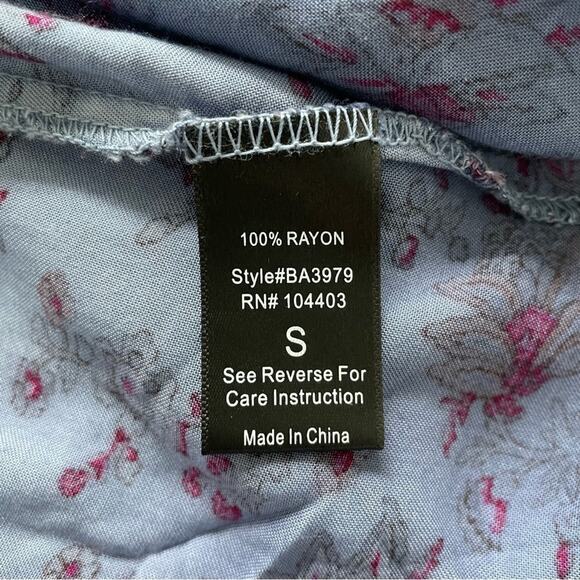 100% RAYON
Style#BA3979
RN# 104403
S
See Reverse For
Care Instruction
Made In China